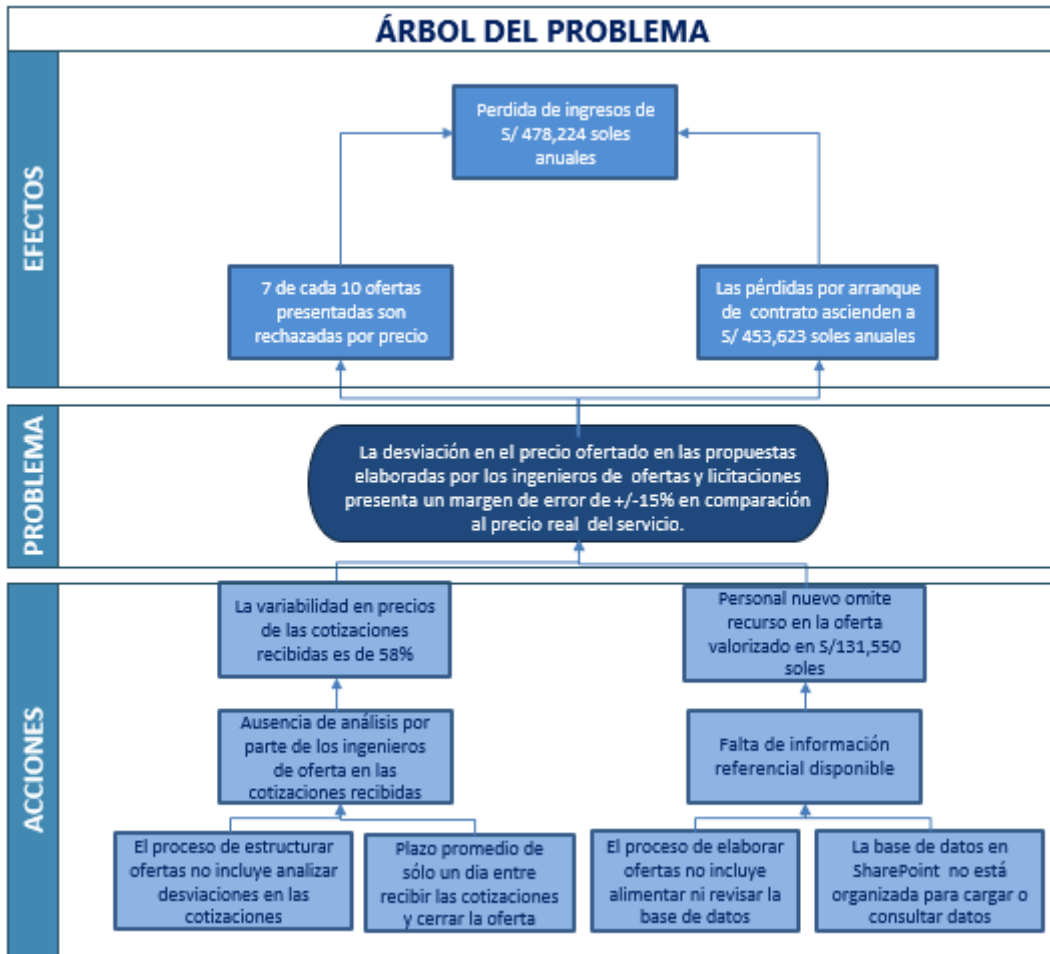 ÁRBOL DEL PROBLEMA
EFECTOS
Perdida de ingresos de
S/ 478,224 soles
anuales
7 de cada 10 ofertas
presentadas son
rechazadas por precio
Las pérdidas por arranque
de contrato ascienden a
S/ 453,623 soles anuales
PROBLEMA
La desviación en el precio ofertado en las propuestas
elaboradas por los ingenieros de ofertas y licitaciones
presenta un margen de error de +/-15% en comparación
al precio real del servicio.
ACCIONES
La variabilidad en precios
de las cotizaciones
recibidas es de 58%
Personal nuevo omite
recurso en la oferta
valorizado en S/131,550
soles
Ausencia de análisis por
parte de los ingenieros
de oferta en las
cotizaciones recibidas
Falta de información
referencial disponible
El proceso de estructurar
ofertas no incluye analizar
desviaciones en las
cotizaciones
Plazo promedio de
sólo un dia entre
recibir las cotizaciones
y cerrar la oferta
El proceso de elaborar
ofertas no incluye
alimentar ni revisar la
base de datos
La base de datos en
SharePoint no está
organizada para cargar o
consultar datos